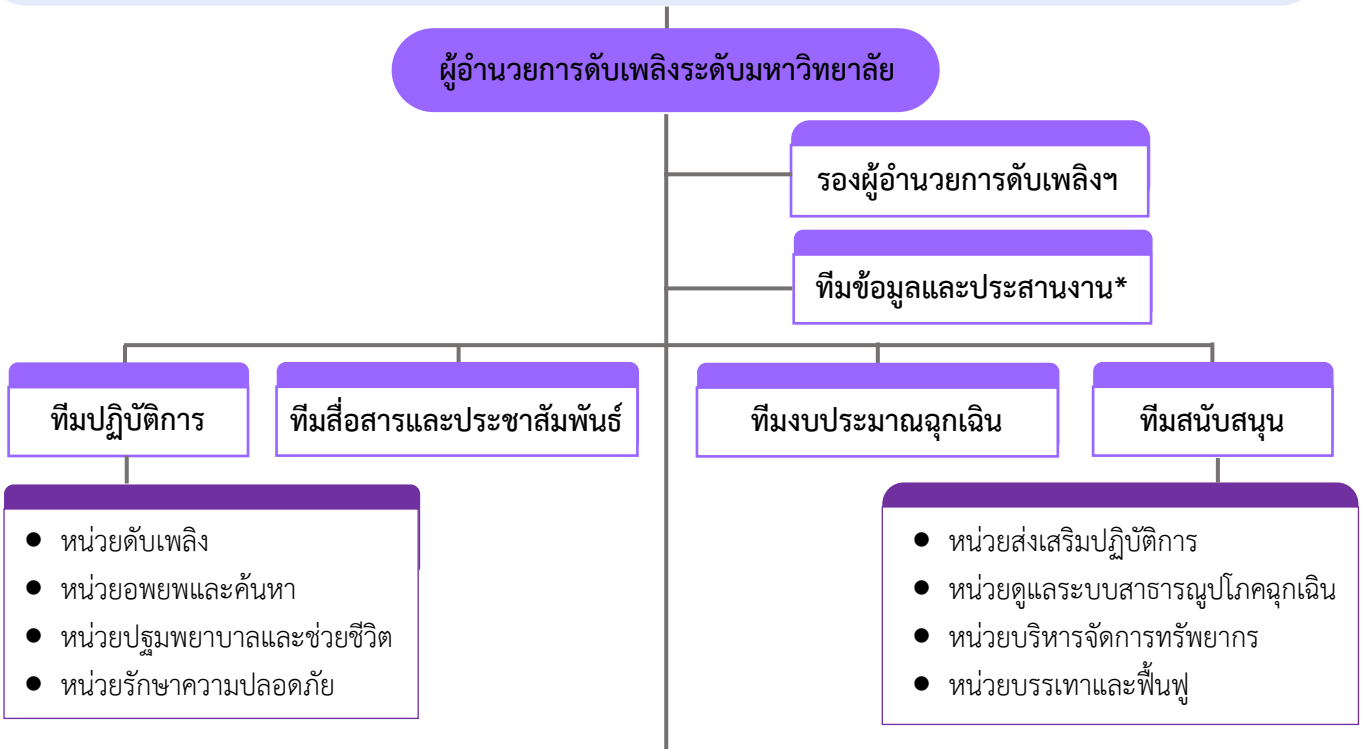 ผู้อำนวยการดับเพลิงระดับมหาวิทยาลัย
รองผู้อำนวยการดับเพลิงฯ
ทีมข้อมูลและประสานงาน*
ทีมปฏิบัติการ
ทีมสื่อสารและประชาสัมพันธ์
ทีมงบประมาณฉุกเฉิน
ทีมสนับสนุน
● หน่วยดับเพลิง
● หน่วยอพยพและค้นหา
● หน่วยปฐมพยาบาลและช่วยชีวิต
● หน่วยรักษาความปลอดภัย
● หน่วยส่งเสริมปฏิบัติการ
● หน่วยดูแลระบบสาธารณูปโภคฉุกเฉิน
● หน่วยบริหารจัดการทรัพยากร
● หน่วยบรรเทาและฟื้นฟู